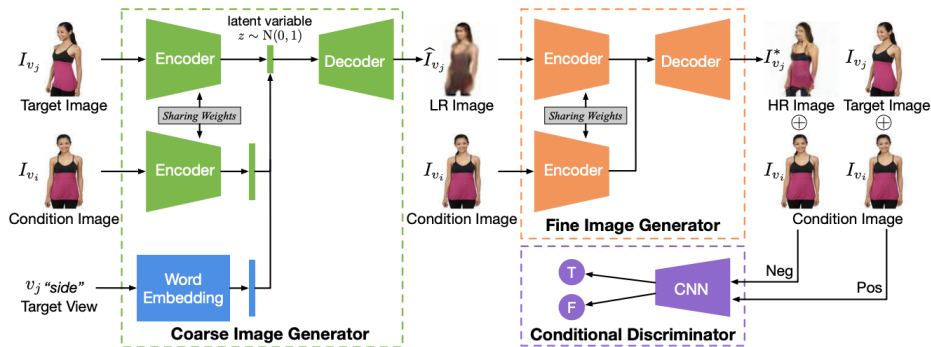 latent variable
z ∼ N(0, 1)
I_{v_j}
Target Image
Encoder
Decoder
Î_{v_j}
LR Image
Encoder
Decoder
I^*_{v_j}
HR Image
I_{v_j}
Target Image
Sharing Weights
Sharing Weights
⊕
⊕
I_{v_i}
Condition Image
Encoder
I_{v_i}
Condition Image
Encoder
I_{v_i}
I_{v_i}
Condition Image
Fine Image Generator
v_j "side"
Target View
Word
Embedding
Coarse Image Generator
T
F
CNN
Neg
Pos
Conditional Discriminator